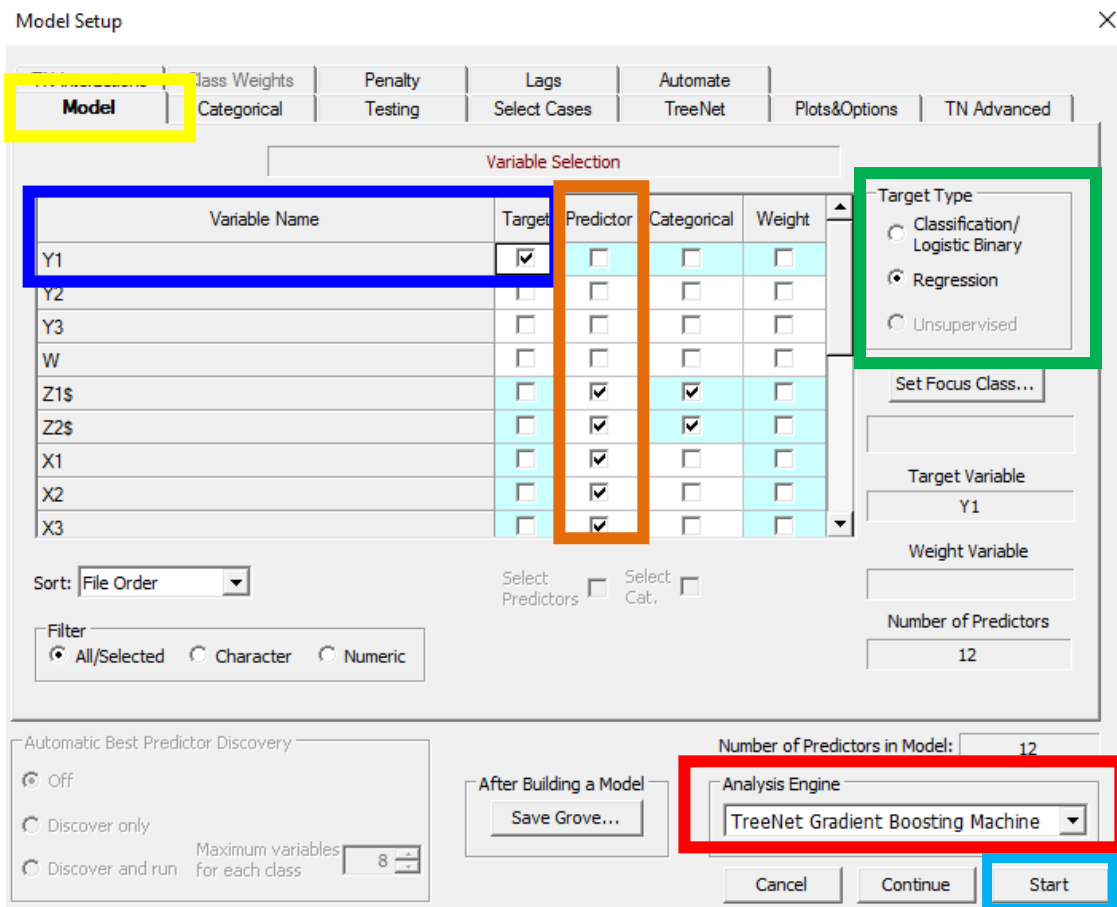 Model Setup
Class Weights Penalty Lags Automate
Model Categorical Testing Select Cases TreeNet Plots&Options TN Advanced
Variable Selection
Variable Name Target Predictor Categorical Weight
Y1
Y2
Y3
W
Z1$
Z2$
X1
X2
X3
Target Type
Classification/
Logistic Binary
Regression
Unsupervised
Set Focus Class...
Target Variable
Y1
Weight Variable
Number of Predictors
12
Sort: File Order
Select
Predictors
Select
Cat.
Filter
All/Selected Character Numeric
Automatic Best Predictor Discovery
Off
Discover only
Discover and run
Maximum variables
for each class
8
After Building a Model
Save Grove...
Number of Predictors in Model: 12
Analysis Engine
TreeNet Gradient Boosting Machine
Cancel Continue Start